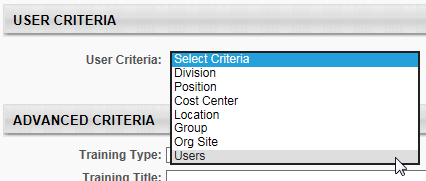 USER CRITERIA
User Criteria:
Select Criteria
Division
Position
Cost Center
Location
Group
Org Site
Users
ADVANCED CRITERIA
Training Type:
Training Title: